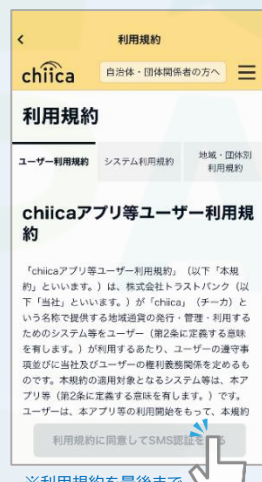 利用規約
chiica
自治体・団体関係者の方へ
利用規約
ユーザー利用規約
システム利用規約
地域・団体別
利用規約
chiicaアプリ等ユーザー利用規
約
「chiicaアプリ等ユーザー利用規約」(以下「本規
約」といいます。)は、株式会社トラストバンク(以
下「当社」といいます。)が「chiica」(チーカ)と
いう名称で提供する地域通貨の発行・管理・利用する
ためのシステム等をユーザー(第2条に定義する意味
を有します。)が利用するあたり、ユーザーの遵守事
項並びに当社及びユーザーの権利義務関係を定めるも
のです。本規約の適用対象となるシステム等は、本ア
プリ等(第2条に定義する意味を有します。)です。
ユーザーは、本アプリ等の利用開始をもって、本規約
利用規約に同意してSMS認証を
る
※利用規約を最後まで